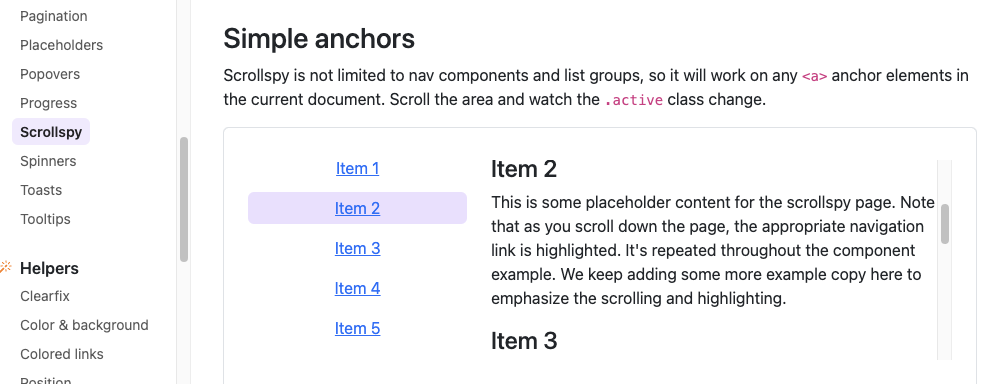 Pagination
Placeholders
Popovers
Progress
Scrollspy
Spinners
Toasts
Tooltips
Helpers
Clearfix
Color & background
Colored links
Position
Simple anchors
Scrollspy is not limited to nav components and list groups, so it will work on any <a> anchor elements in
the current document. Scroll the area and watch the .active class change.
Item 1
Item 2
Item 3
Item 4
Item 5
Item 2
This is some placeholder content for the scrollspy page. Note
that as you scroll down the page, the appropriate navigation
link is highlighted. It's repeated throughout the component
example. We keep adding some more example copy here to
emphasize the scrolling and highlighting.
Item 3